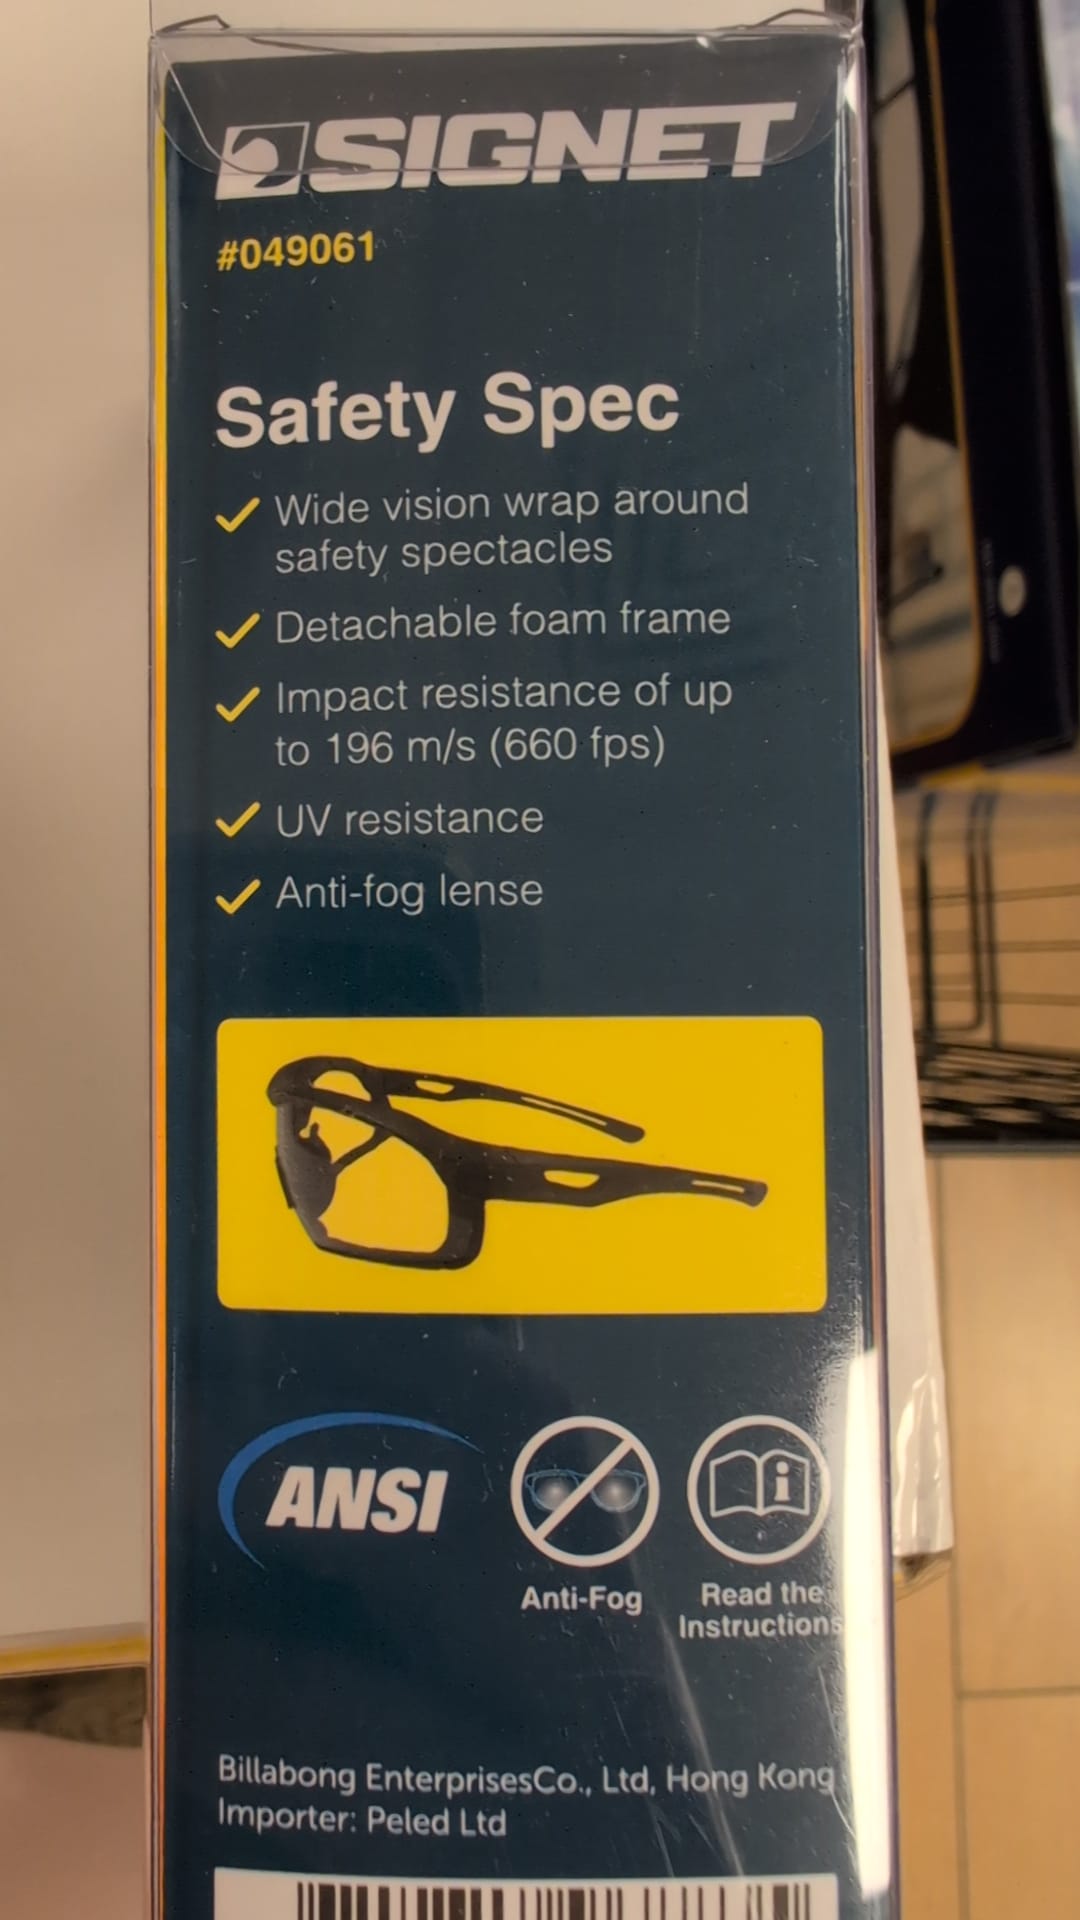 SIGNET
#049061
Safety Spec
Wide vision wrap around
safety spectacles
Detachable foam frame
Impact resistance of up
to 196 m/s (660 fps)
UV resistance
Anti-fog lense
ANSI
Anti-Fog
Read the
Instructions
Billabong EnterprisesCo., Ltd, Hong Kong
Importer: Peled Ltd